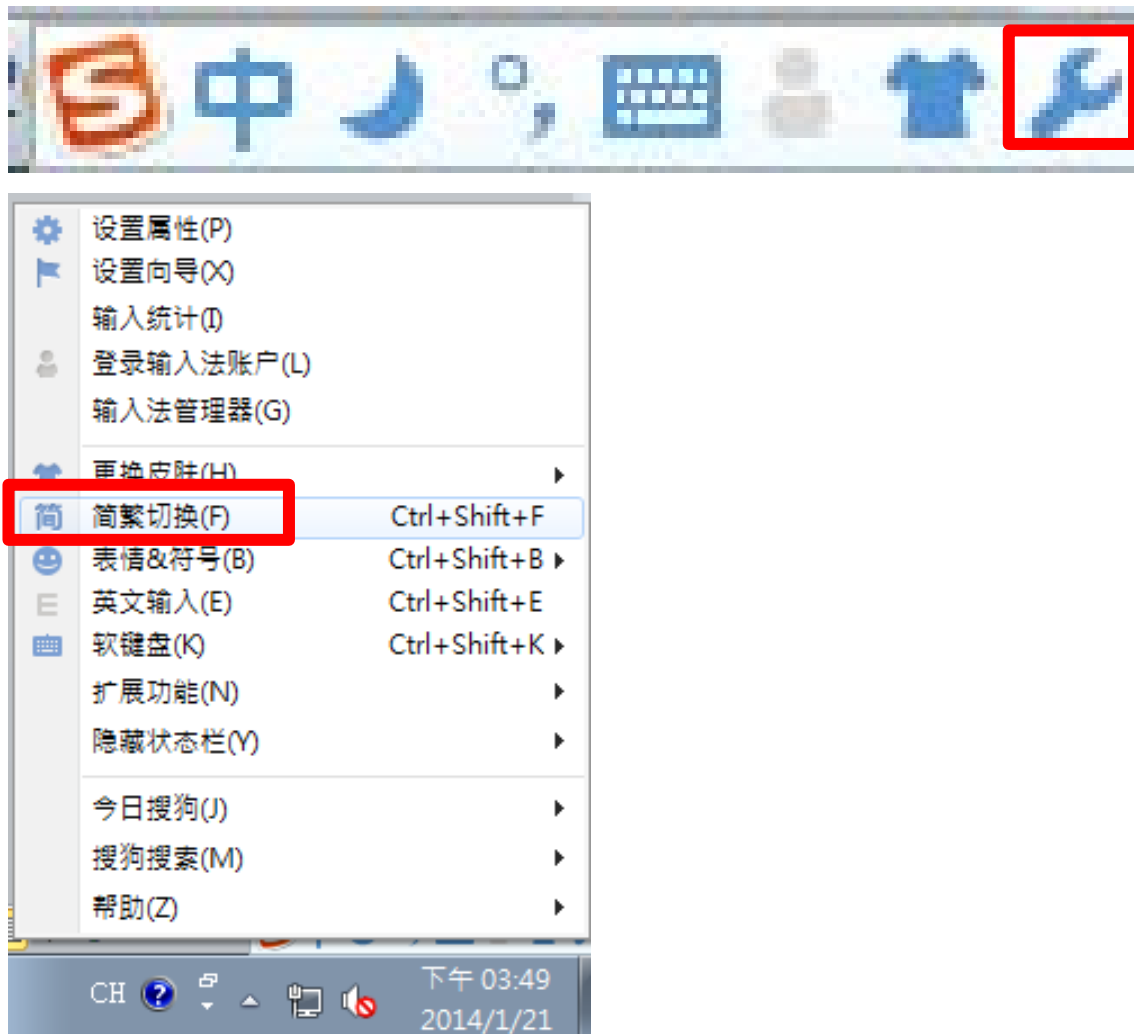 中
设置属性(P)
设置向导(X)
输入统计(I)
登录输入法账户(L)
输入法管理器(G)
更换皮肤(H)
简 简繁切换(F) Ctrl+Shift+F
表情&符号(B) Ctrl+Shift+B
E 英文输入(E) Ctrl+Shift+E
软键盘(K) Ctrl+Shift+K
扩展功能(N)
隐藏状态栏(Y)
今日搜狗(J)
搜狗搜索(M)
帮助(Z)
CH 下午 03:49
2014/1/21